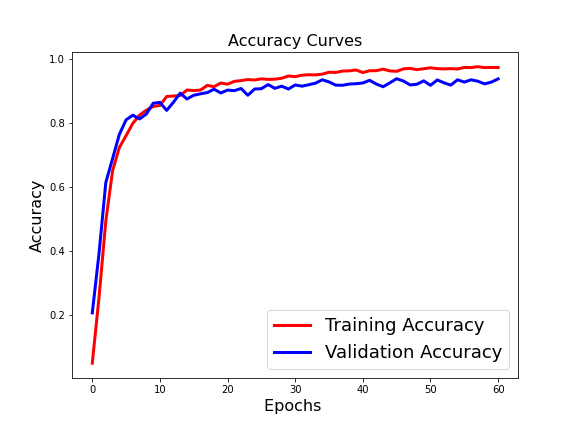 Accuracy Curves
1.0
0.8
0.6
0.4
0.2
Accuracy
Training Accuracy
Validation Accuracy
0 10 20 30 40 50 60
Epochs